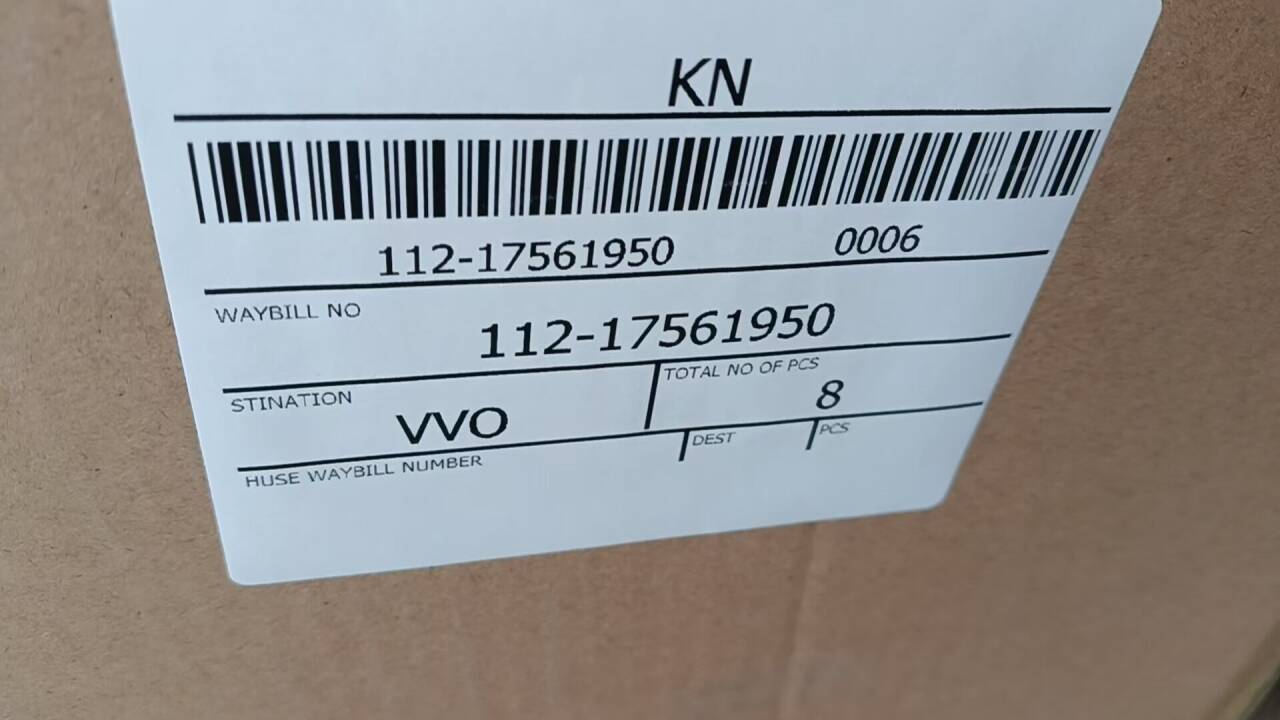 KN
112-17561950 0006
WAYBILL NO
112-17561950
STINATION
TOTAL NO OF PCS
VVO
8
HUSE WAYBILL NUMBER
DEST
PCS